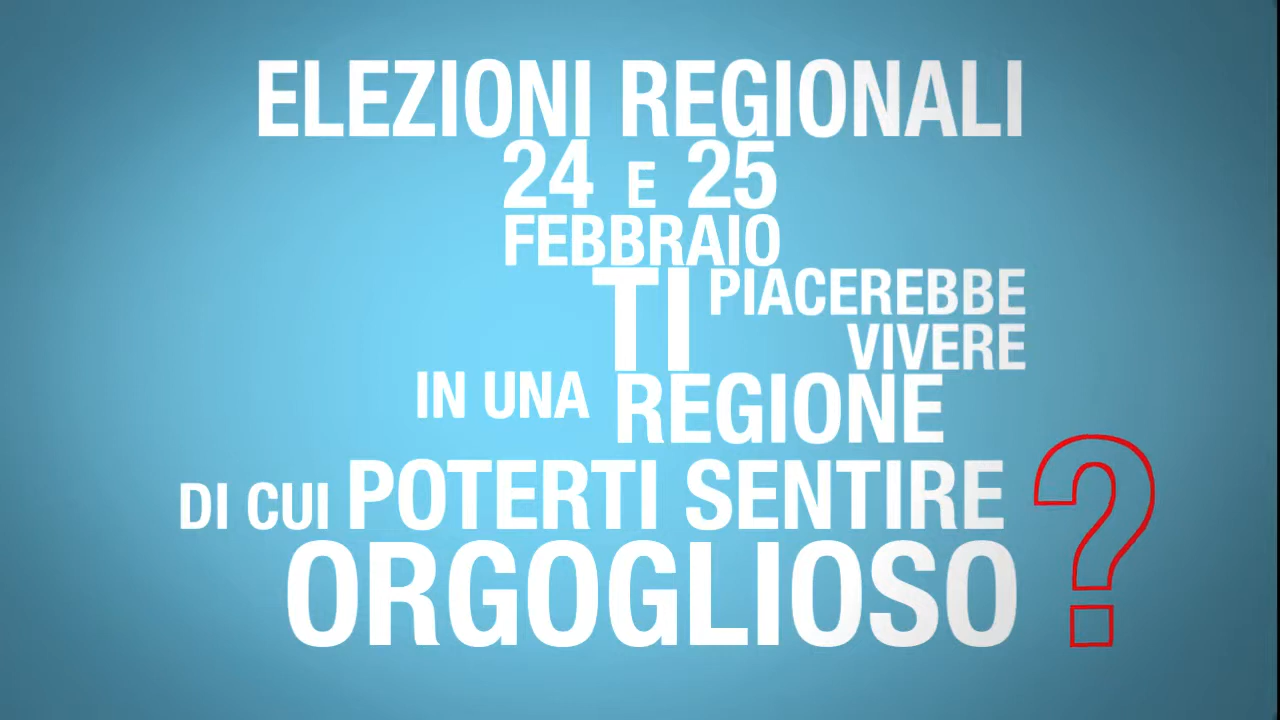 ELEZIONI REGIONALI
24 E 25
FEBBRAIO
TI PIACEREBBE
VIVERE
IN UNA REGIONE
DI CUI POTERTI SENTIRE
ORGOGLIOSO ?